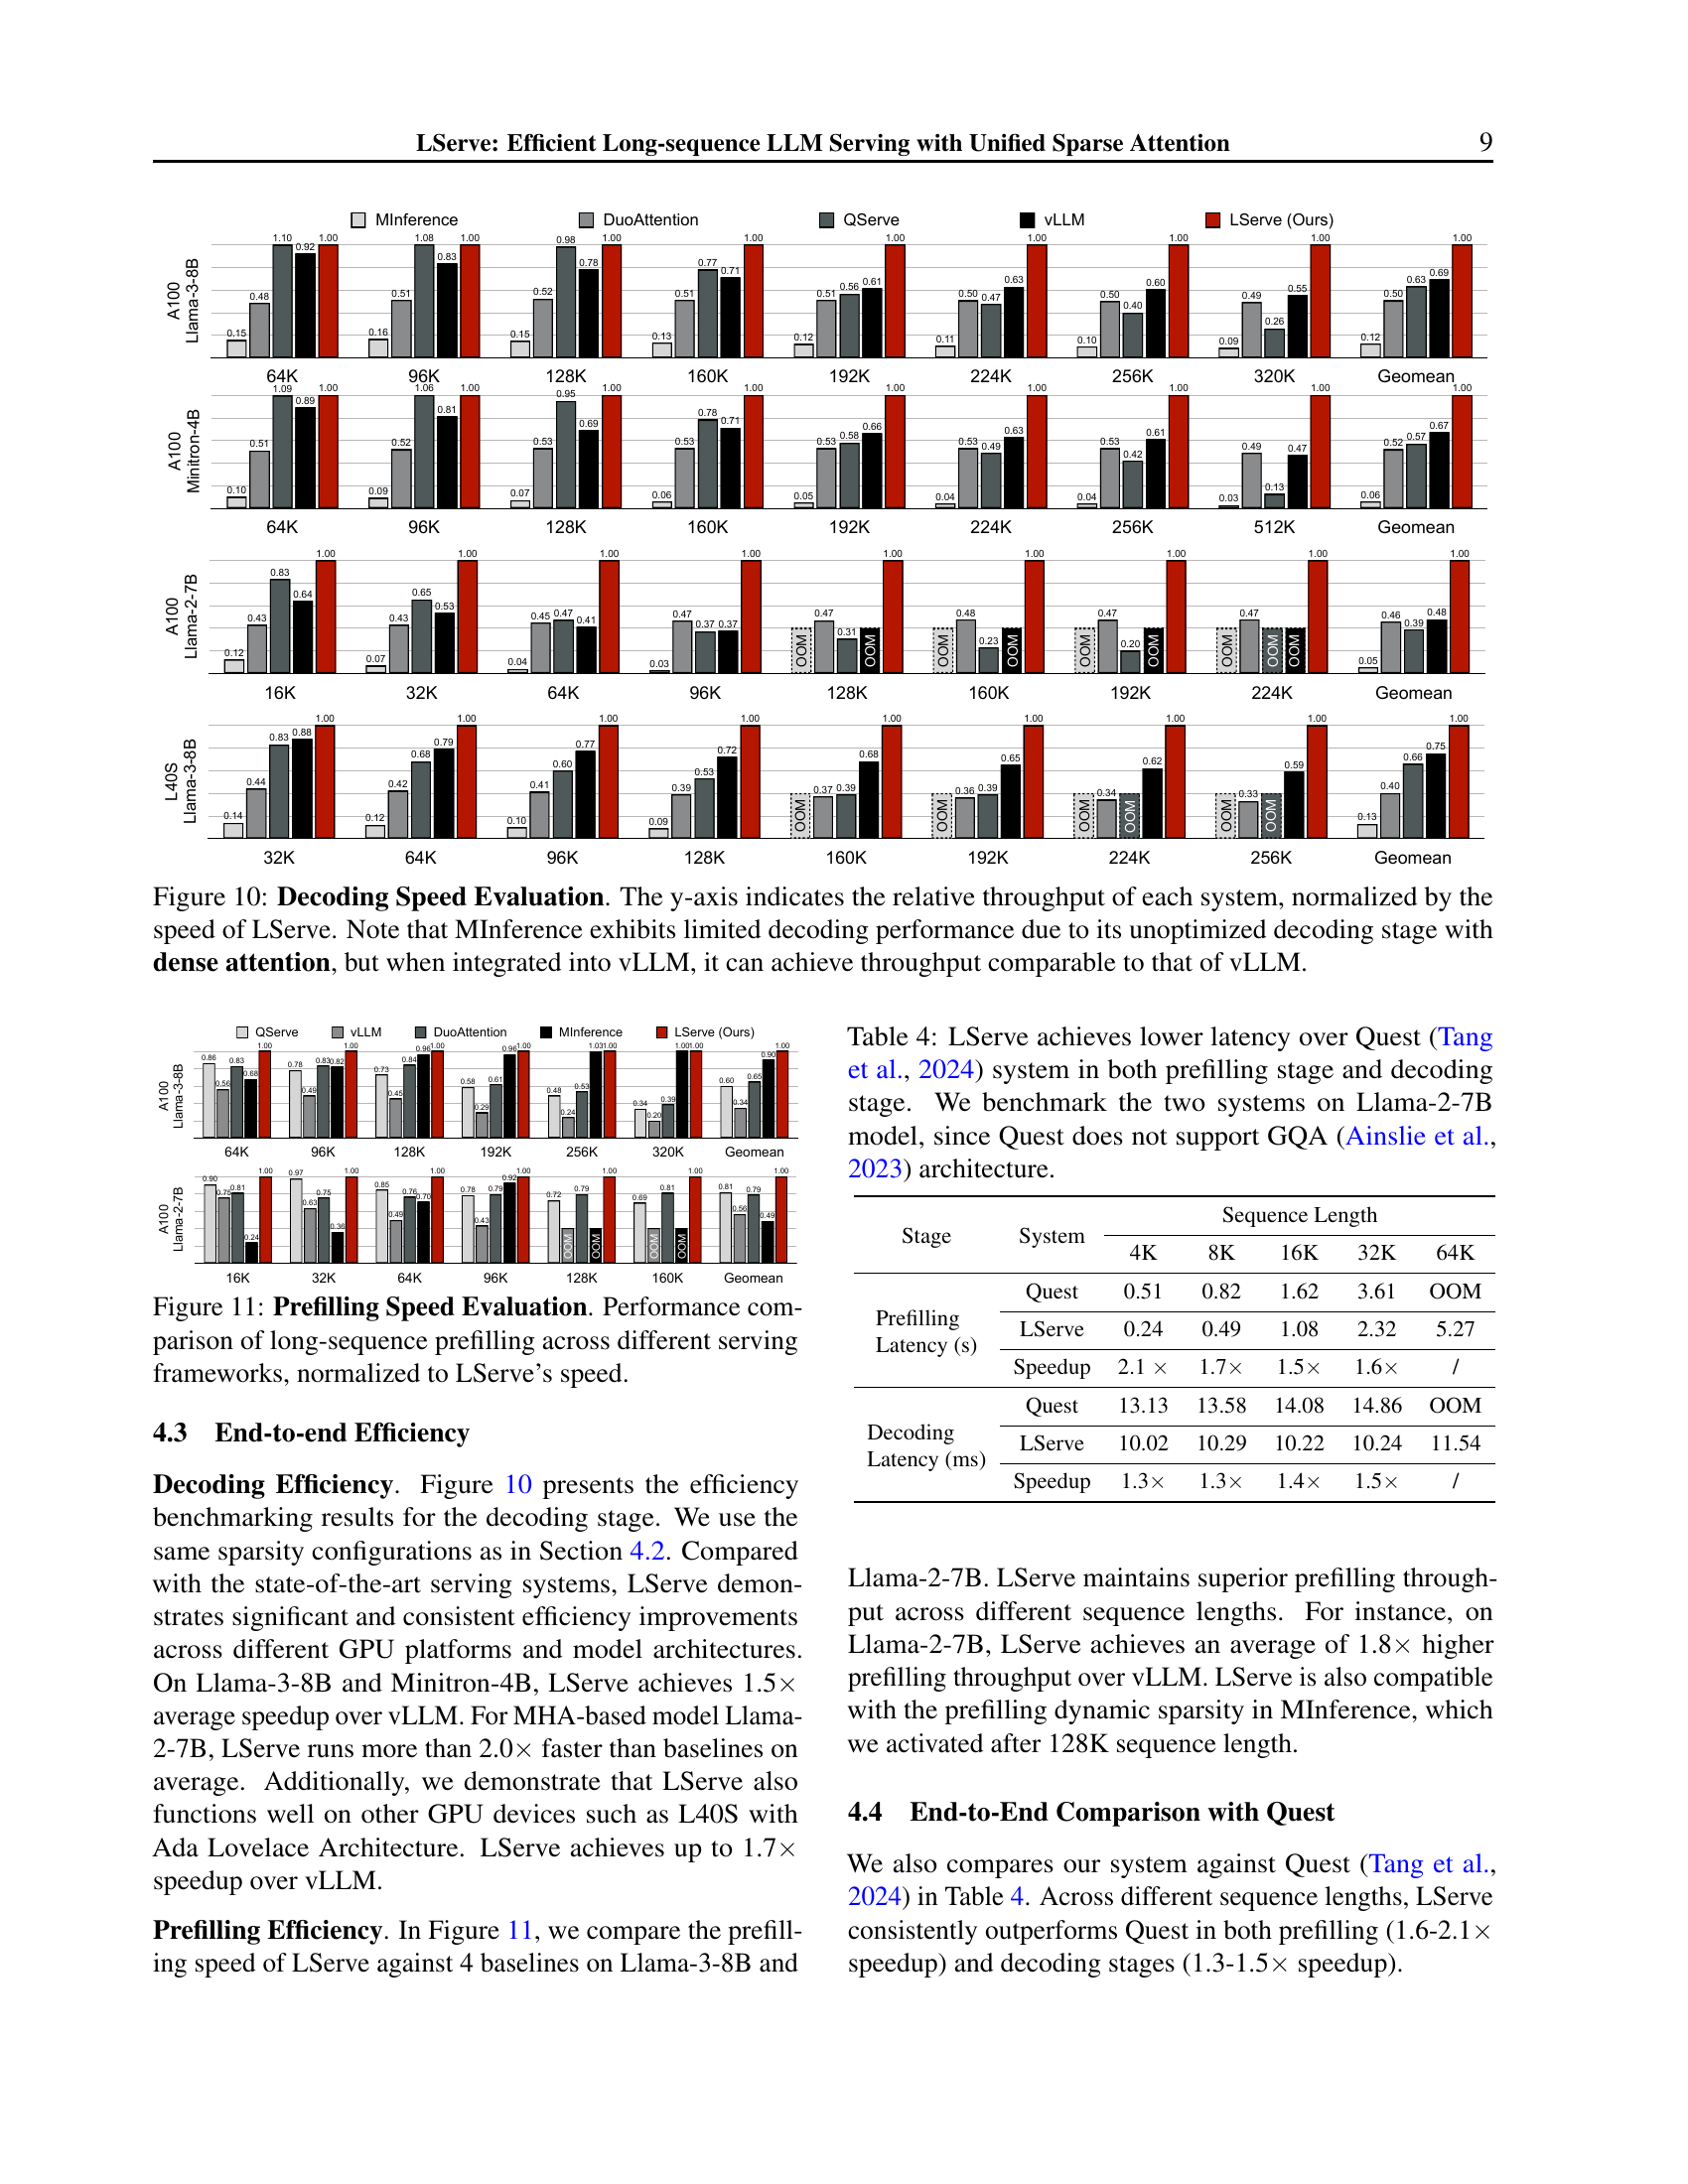 LServe: Efficient Long-sequence LLM Serving with Unified Sparse Attention 9
MInference DuoAttention QServe vLLM LServe (Ours)
A100
Llama-3-8B
0.15 0.48 1.10 0.92 1.00
0.16 0.51 1.08 0.83 1.00
0.15 0.52 0.98 0.78 1.00
0.13 0.51 0.77 0.71 1.00
0.12 0.51 0.56 0.61 1.00
0.11 0.50 0.47 0.63 1.00
0.10 0.50 0.40 0.60 1.00
0.09 0.49 0.26 0.55 1.00
0.12 0.50 0.63 0.69 1.00
64K 96K 128K 160K 192K 224K 256K 320K Geomean
A100
Minitron-4B
0.10 0.51 1.09 0.89 1.00
0.09 0.52 1.06 0.81 1.00
0.07 0.53 0.95 0.69 1.00
0.06 0.53 0.78 0.71 1.00
0.05 0.53 0.58 0.66 1.00
0.04 0.53 0.49 0.63 1.00
0.04 0.53 0.42 0.61 1.00
0.03 0.49 0.13 0.47 1.00
0.06 0.52 0.57 0.67 1.00
64K 96K 128K 160K 192K 224K 256K 512K Geomean
A100
Llama-2-7B
0.12 0.43 0.83 0.64 1.00
0.07 0.43 0.65 0.53 1.00
0.04 0.45 0.47 0.41 1.00
0.03 0.47 0.37 0.37 1.00
OOM 0.47 0.31 OOM 1.00
OOM 0.48 0.23 OOM 1.00
OOM 0.47 0.20 OOM 1.00
OOM 0.47 OOM OOM 1.00
0.05 0.46 0.39 0.48 1.00
16K 32K 64K 96K 128K 160K 192K 224K Geomean
L40S
Llama-3-8B
0.14 0.44 0.83 0.88 1.00
0.12 0.42 0.68 0.79 1.00
0.10 0.41 0.60 0.77 1.00
0.09 0.39 0.53 0.72 1.00
OOM 0.37 0.39 0.68 1.00
OOM 0.36 0.39 0.65 1.00
OOM 0.34 OOM 0.62 1.00
OOM 0.33 OOM 0.59 1.00
0.13 0.40 0.66 0.75 1.00
32K 64K 96K 128K 160K 192K 224K 256K Geomean
Figure 10: Decoding Speed Evaluation. The y-axis indicates the relative throughput of each system, normalized by the
speed of LServe. Note that MInference exhibits limited decoding performance due to its unoptimized decoding stage with
dense attention, but when integrated into vLLM, it can achieve throughput comparable to that of vLLM.
QServe vLLM DuoAttention MInference LServe (Ours)
A100
Llama-3-8B
0.86 0.56 0.83 0.68 1.00
0.78 0.49 0.83 0.82 1.00
0.73 0.45 0.84 0.96 1.00
0.58 0.29 0.61 0.96 1.00
0.48 0.24 0.53 1.03 1.00
0.34 0.20 0.39 1.00 1.00
0.60 0.34 0.65 0.90 1.00
64K 96K 128K 192K 256K 320K Geomean
A100
Llama-2-7B
0.90 0.75 0.81 0.24 1.00
0.97 0.63 0.75 0.36 1.00
0.85 0.49 0.76 0.70 1.00
0.78 0.43 0.79 0.92 1.00
0.72 OOM 0.79 OOM 1.00
0.69 OOM 0.81 OOM 1.00
0.81 0.56 0.79 0.49 1.00
16K 32K 64K 96K 128K 160K Geomean
Figure 11: Prefilling Speed Evaluation. Performance com-
parison of long-sequence prefilling across different serving
frameworks, normalized to LServe's speed.
4.3 End-to-end Efficiency
Decoding Efficiency. Figure 10 presents the efficiency
benchmarking results for the decoding stage. We use the
same sparsity configurations as in Section 4.2. Compared
with the state-of-the-art serving systems, LServe demon-
strates significant and consistent efficiency improvements
across different GPU platforms and model architectures.
On Llama-3-8B and Minitron-4B, LServe achieves 1.5×
average speedup over vLLM. For MHA-based model Llama-
2-7B, LServe runs more than 2.0× faster than baselines on
average. Additionally, we demonstrate that LServe also
functions well on other GPU devices such as L40S with
Ada Lovelace Architecture. LServe achieves up to 1.7×
speedup over vLLM.
Prefilling Efficiency. In Figure 11, we compare the prefill-
ing speed of LServe against 4 baselines on Llama-3-8B and
Table 4: LServe achieves lower latency over Quest (Tang
et al., 2024) system in both prefilling stage and decoding
stage. We benchmark the two systems on Llama-2-7B
model, since Quest does not support GQA (Ainslie et al.,
2023) architecture.
Stage System Sequence Length
4K 8K 16K 32K 64K
Prefilling
Latency (s)
Quest 0.51 0.82 1.62 3.61 OOM
LServe 0.24 0.49 1.08 2.32 5.27
Speedup 2.1 × 1.7× 1.5× 1.6× /
Decoding
Latency (ms)
Quest 13.13 13.58 14.08 14.86 OOM
LServe 10.02 10.29 10.22 10.24 11.54
Speedup 1.3× 1.3× 1.4× 1.5× /
Llama-2-7B. LServe maintains superior prefilling through-
put across different sequence lengths. For instance, on
Llama-2-7B, LServe achieves an average of 1.8× higher
prefilling throughput over vLLM. LServe is also compatible
with the prefilling dynamic sparsity in MInference, which
we activated after 128K sequence length.
4.4 End-to-End Comparison with Quest
We also compares our system against Quest (Tang et al.,
2024) in Table 4. Across different sequence lengths, LServe
consistently outperforms Quest in both prefilling (1.6-2.1×
speedup) and decoding stages (1.3-1.5× speedup).